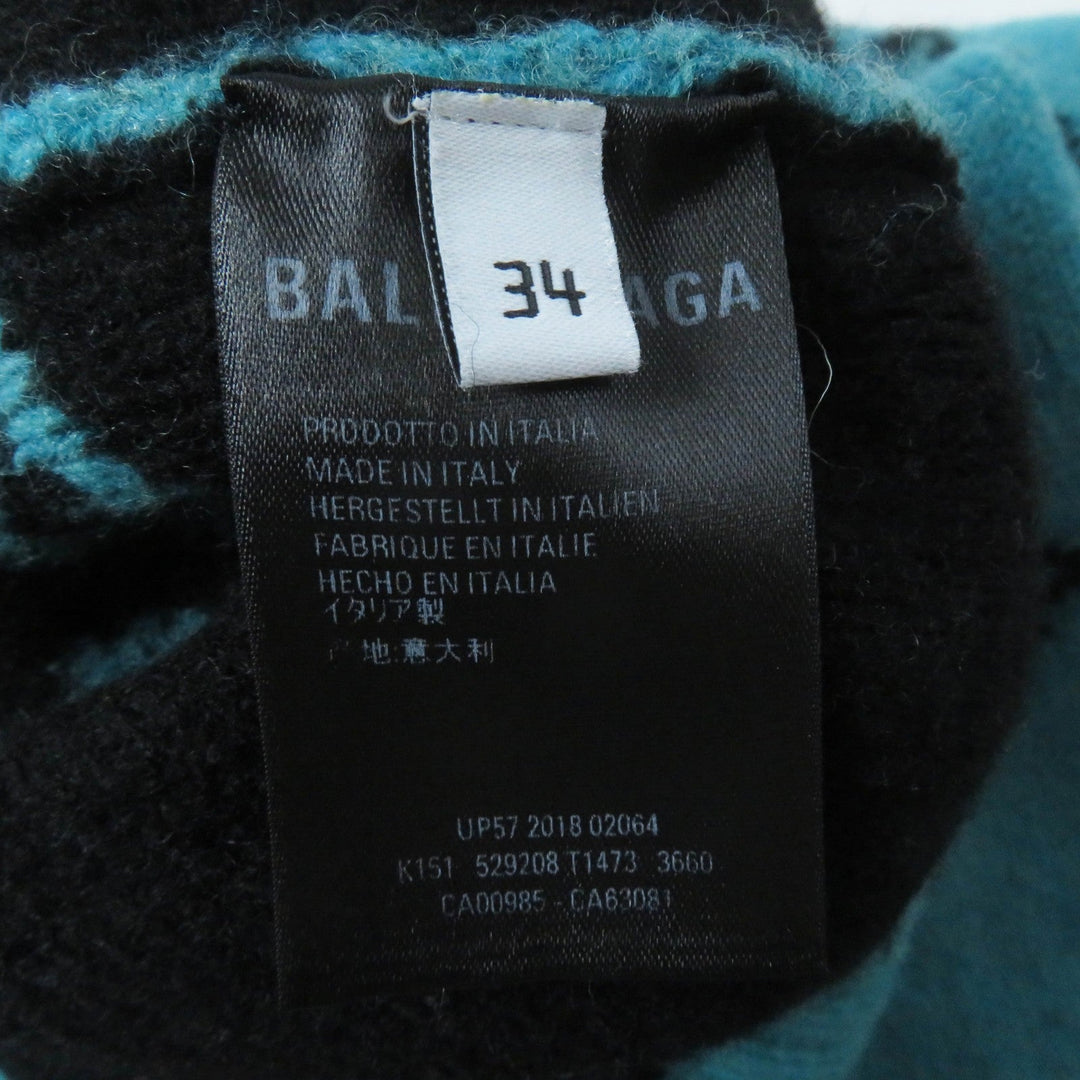 34
BAL AGA
PRODOTTO IN ITALIA
MADE IN ITALY
HERGESTELLT IN ITALIEN
FABRIQUE EN ITALIE
HECHO EN ITALIA
イタリア製
地:意大利
UP57 2018 02064
K151 529208 T1473 3660
CA00985 - CA63081